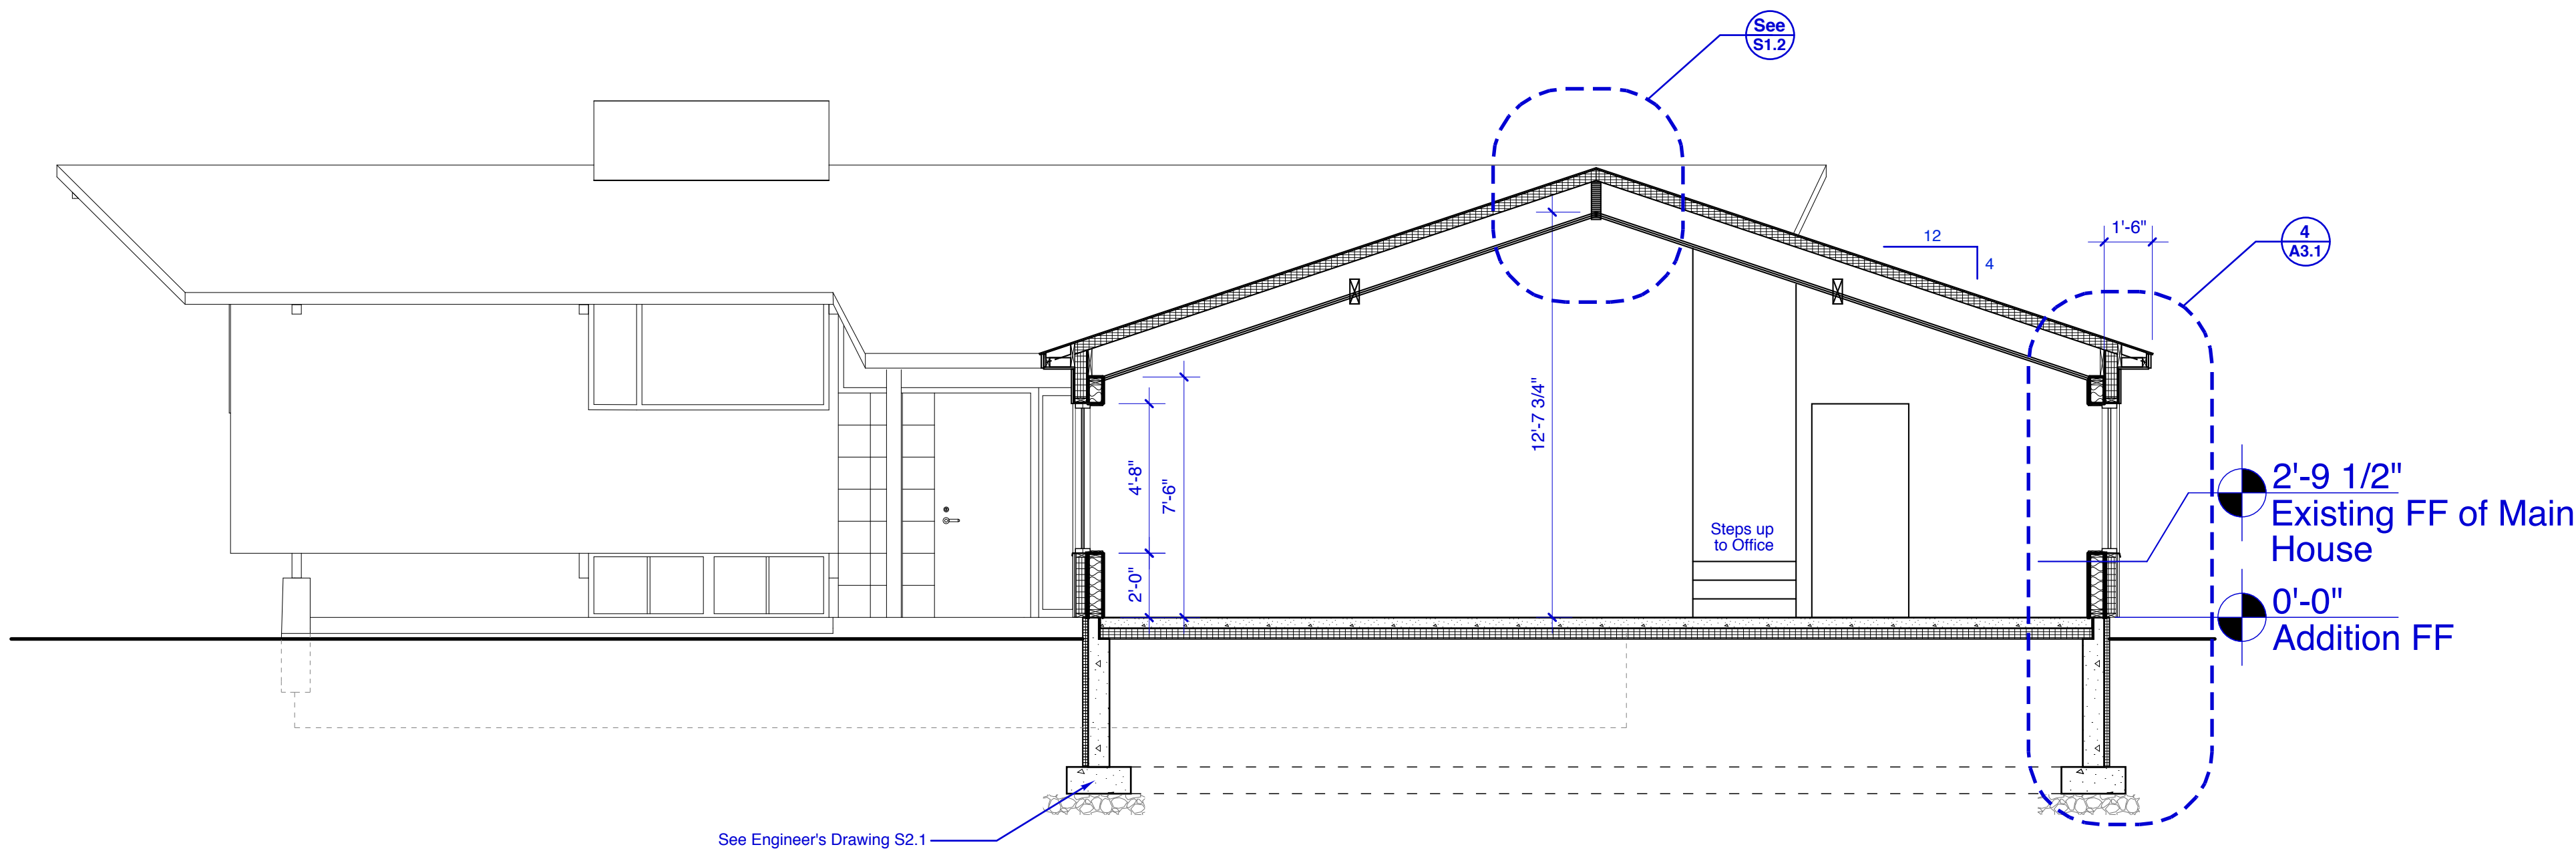 See
S1.2
12
4
1'-6"
4
A3.1
4'-8"
7'-6"
12'-7 3/4"
2'-0"
Steps up
to Office
2'-9 1/2"
Existing FF of Main
House
0'-0"
Addition FF
See Engineer's Drawing S2.1